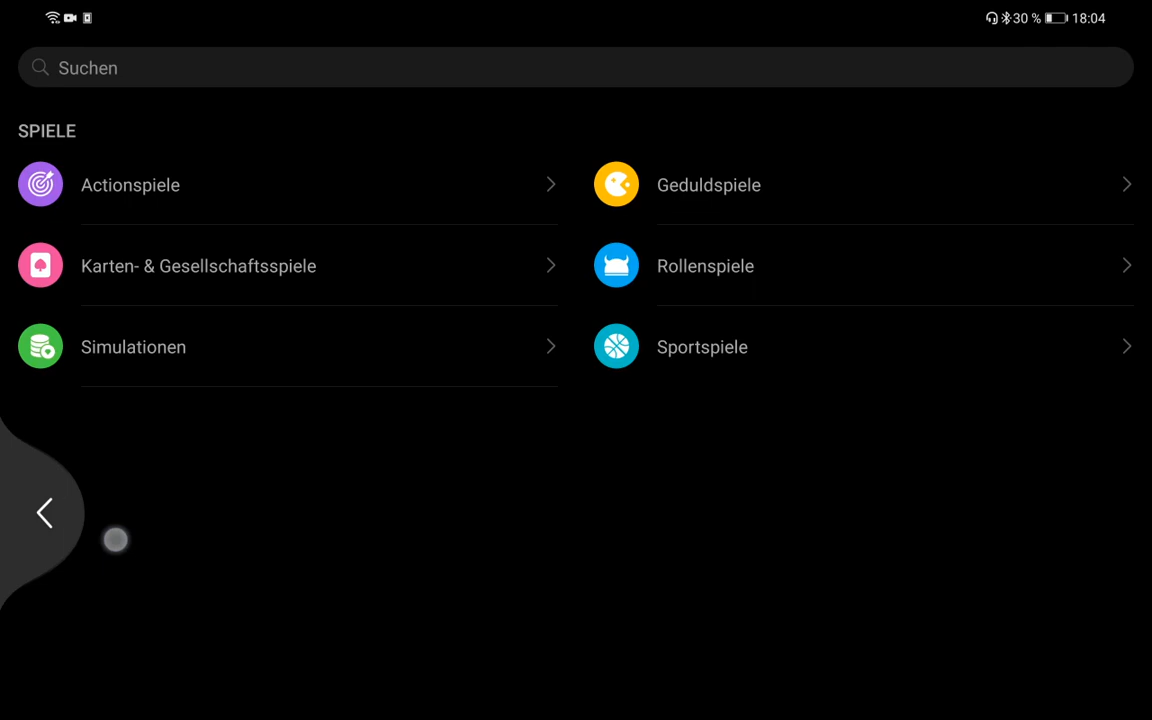 30 % 18:04
Suchen
SPIELE
Actionspiele
Geduldspiele
Karten- & Gesellschaftsspiele
Rollenspiele
Simulationen
Sportspiele